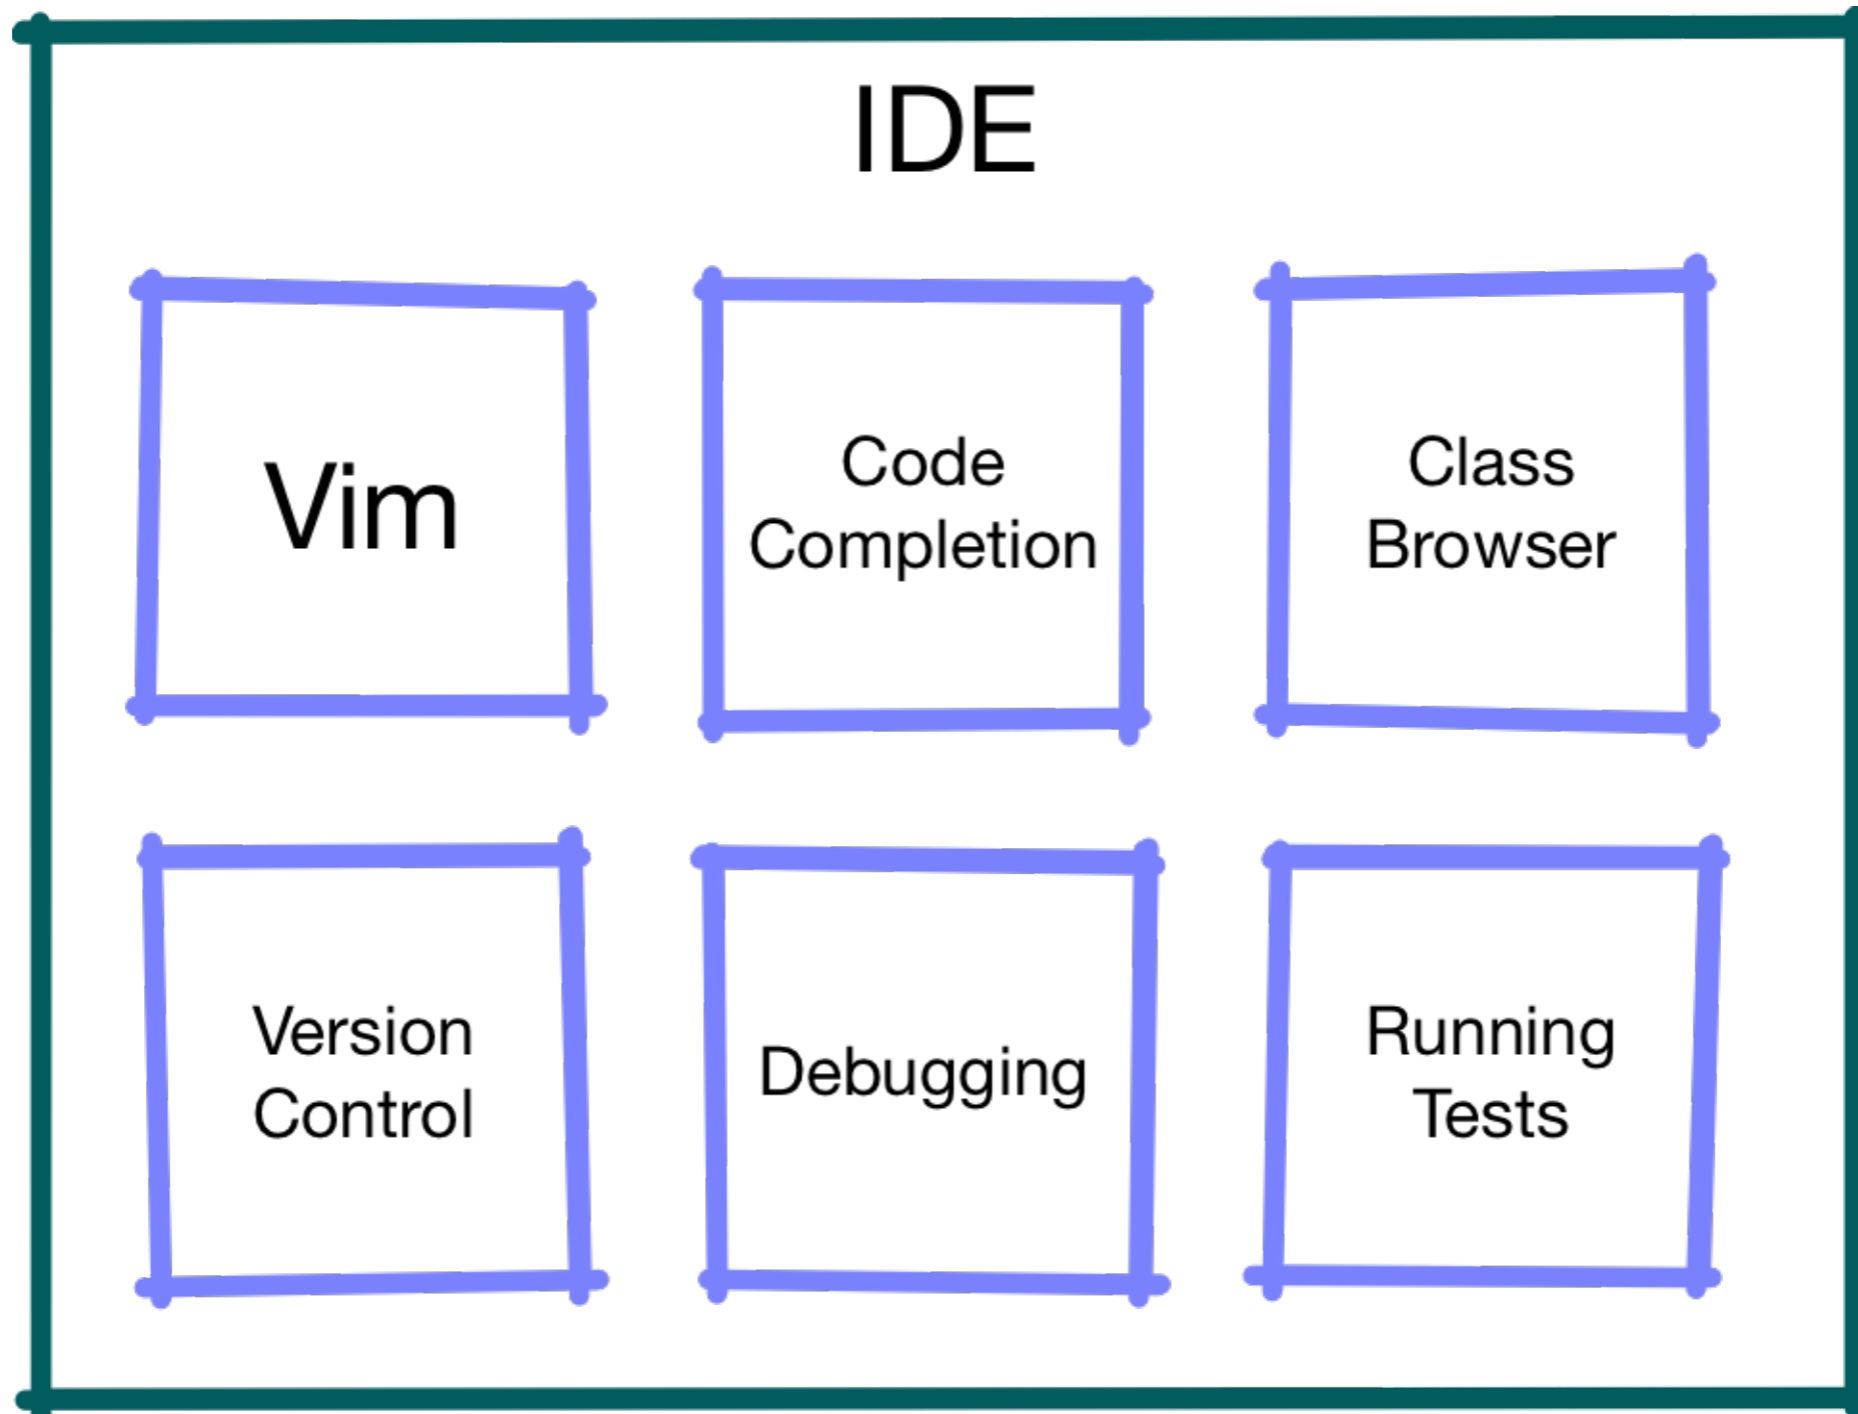 IDE
Vim
Code
Completion
Class
Browser
Version
Control
Debugging
Running
Tests